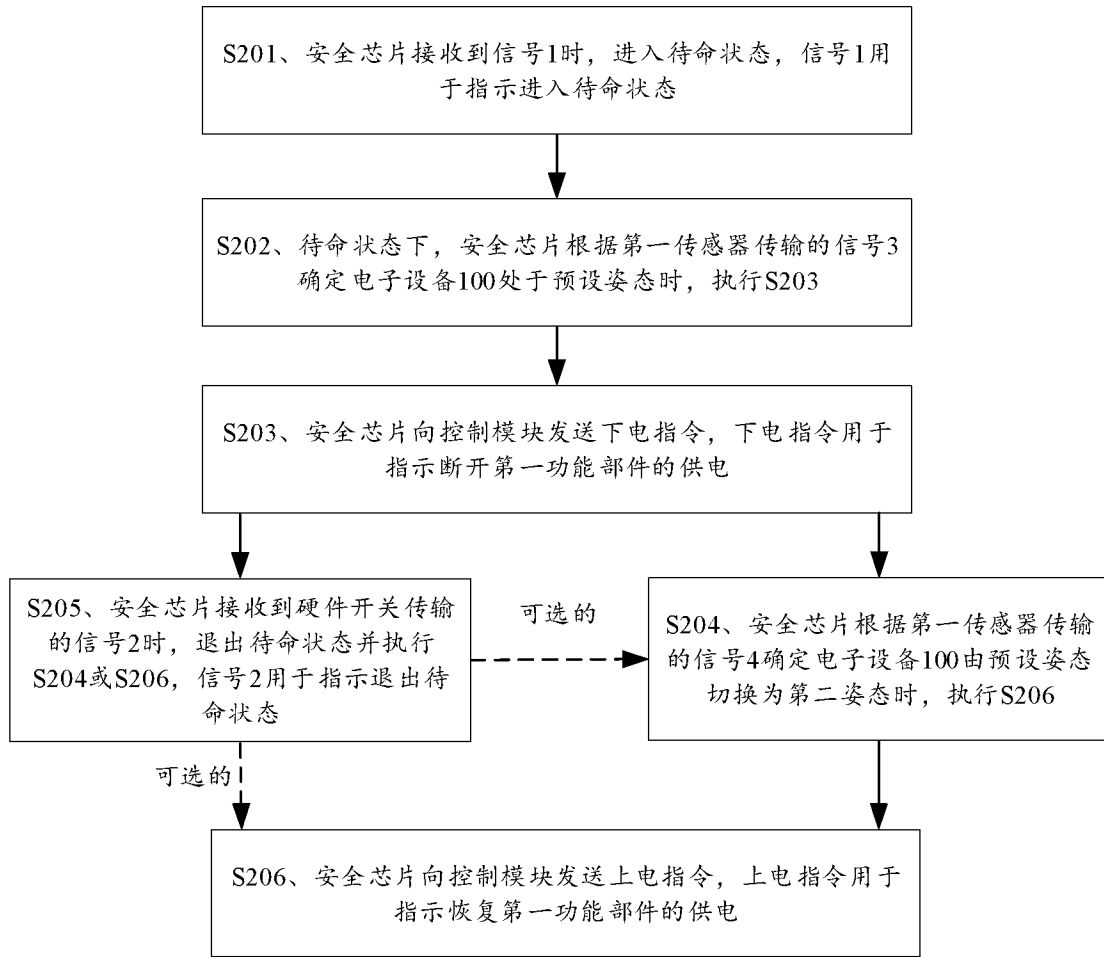 S201、安全芯片接收到信号1时，进入待命状态，信号1用
于指示进入待命状态
S202、待命状态下，安全芯片根据第一传感器传输的信号3
确定电子设备100处于预设姿态时，执行S203
S203、安全芯片向控制模块发送下电指令，下电指令用于
指示断开第一功能部件的供电
S205、安全芯片接收到硬件开关传输
的信号2时，退出待命状态并执行
S204或S206，信号2用于指示退出待
命状态
可选的
S204、安全芯片根据第一传感器传输
的信号4确定电子设备100由预设姿态
切换为第二姿态时，执行S206
可选的
S206、安全芯片向控制模块发送上电指令，上电指令用于
指示恢复第一功能部件的供电